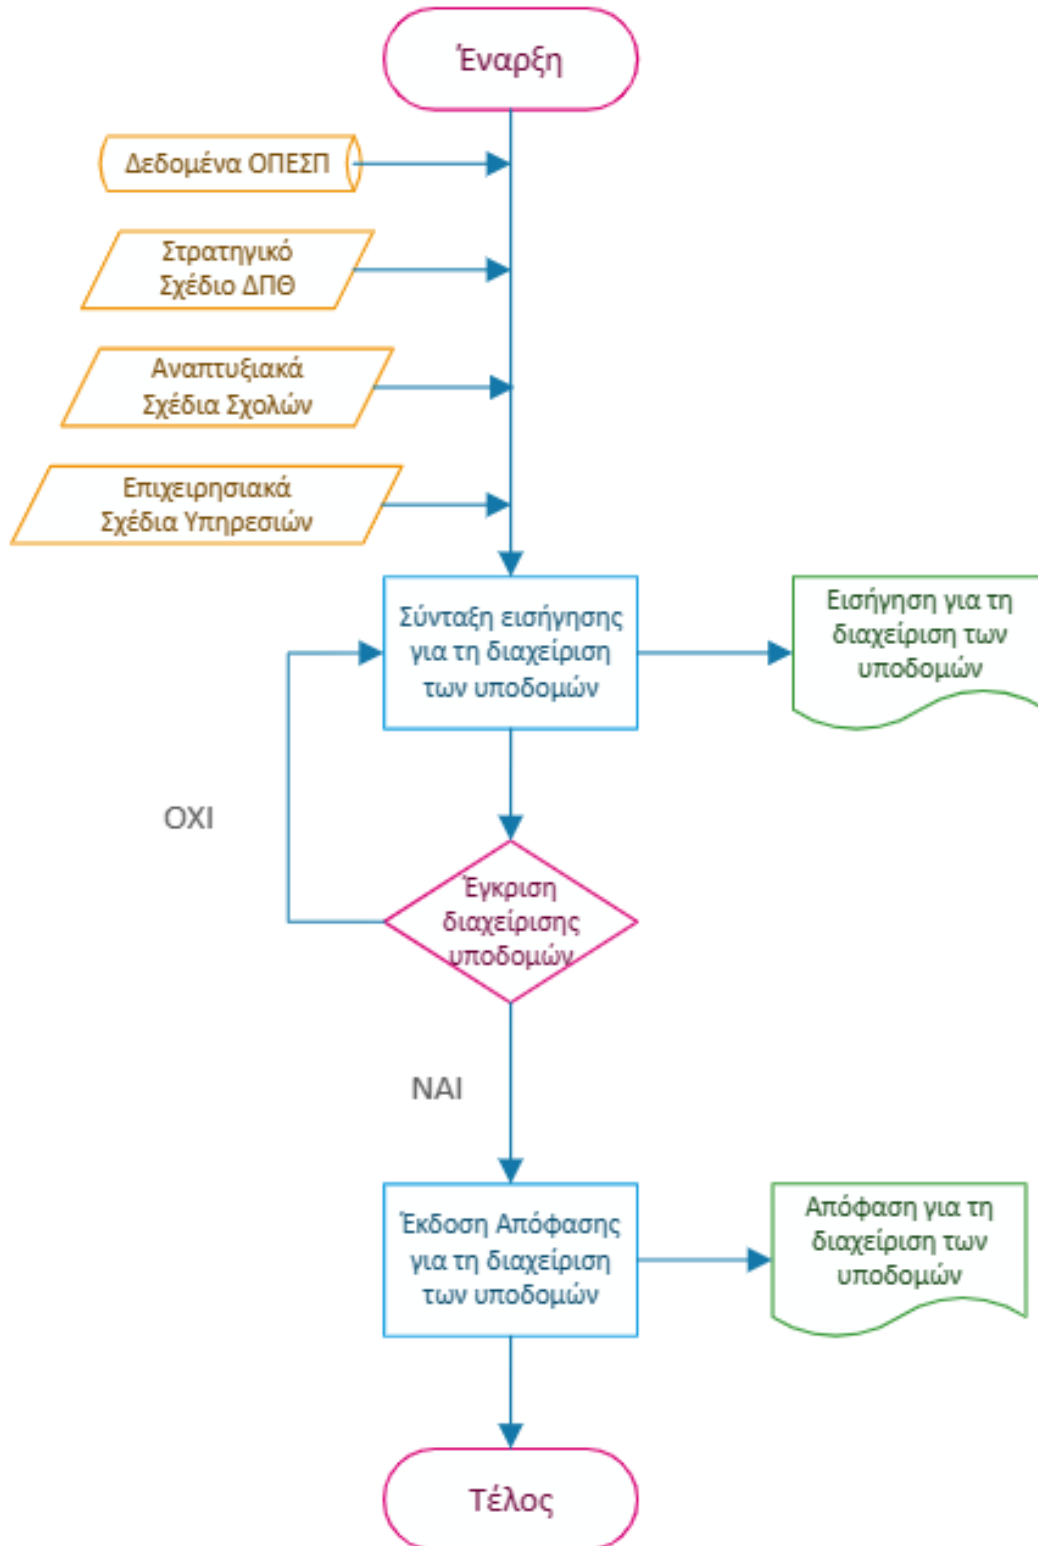 Έναρξη
Δεδομένα ΟΠΕΣΠ
Στρατηγικό
Σχέδιο ΔΠΘ
Αναπτυξιακά
Σχέδια Σχολών
Επιχειρησιακά
Σχέδια Υπηρεσιών
Σύνταξη εισήγησης
για τη διαχείριση
των υποδομών
Εισήγηση για τη
διαχείριση των
υποδομών
ΟΧΙ
Έγκριση
διαχείρισης
υποδομών
ΝΑΙ
Έκδοση Απόφασης
για τη διαχείριση
των υποδομών
Απόφαση για τη
διαχείριση των
υποδομών
Τέλος